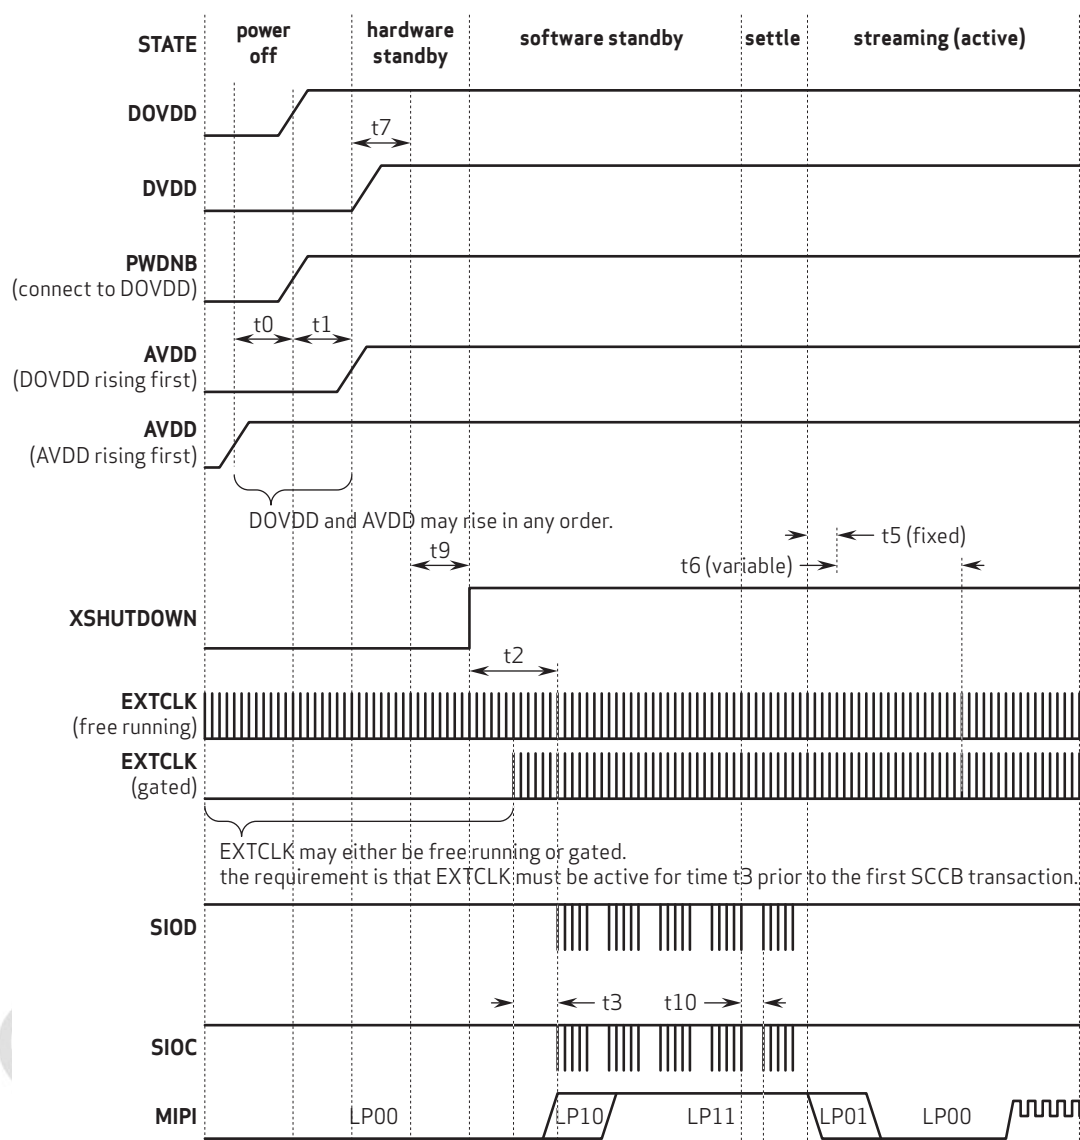 STATE
power
off
hardware
standby
software standby
settle
streaming (active)
DOVDD
t7
DVDD
PWDNB
(connect to DOVDD)
t0
t1
AVDD
(DOVDD rising first)
AVDD
(AVDD rising first)
DOVDD and AVDD may rise in any order.
t5 (fixed)
t9
t6 (variable)
XSHUTDOWN
t2
EXTCLK
(free running)
EXTCLK
(gated)
EXTCLK may either be free running or gated.
the requirement is that EXTCLK must be active for time t3 prior to the first SCCB transaction.
SIOD
t3
t10
SIOC
MIPI
LP00
LP10
LP11
LP01
LP00